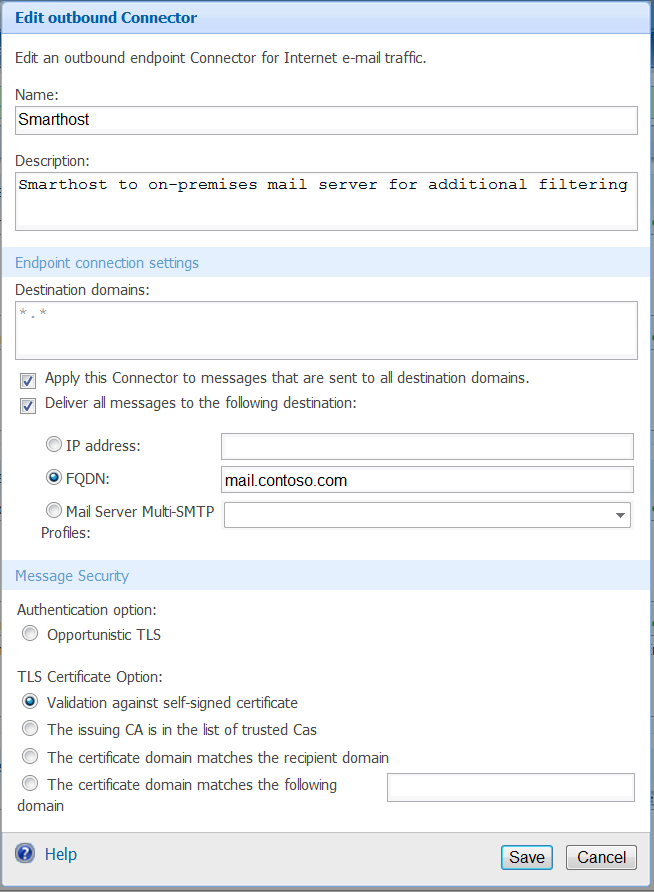 Edit outbound Connector
Edit an outbound endpoint Connector for Internet e-mail traffic.
Name:
Smarthost
Description:
Smarthost to on-premises mail server for additional filtering
Endpoint connection settings
Destination domains:
*.*
Apply this Connector to messages that are sent to all destination domains.
Deliver all messages to the following destination:
IP address:
FQDN:
mail.contoso.com
Mail Server Multi-SMTP
Profiles:
Message Security
Authentication option:
Opportunistic TLS
TLS Certificate Option:
Validation against self-signed certificate
The issuing CA is in the list of trusted Cas
The certificate domain matches the recipient domain
The certificate domain matches the following
domain
Help
Save
Cancel